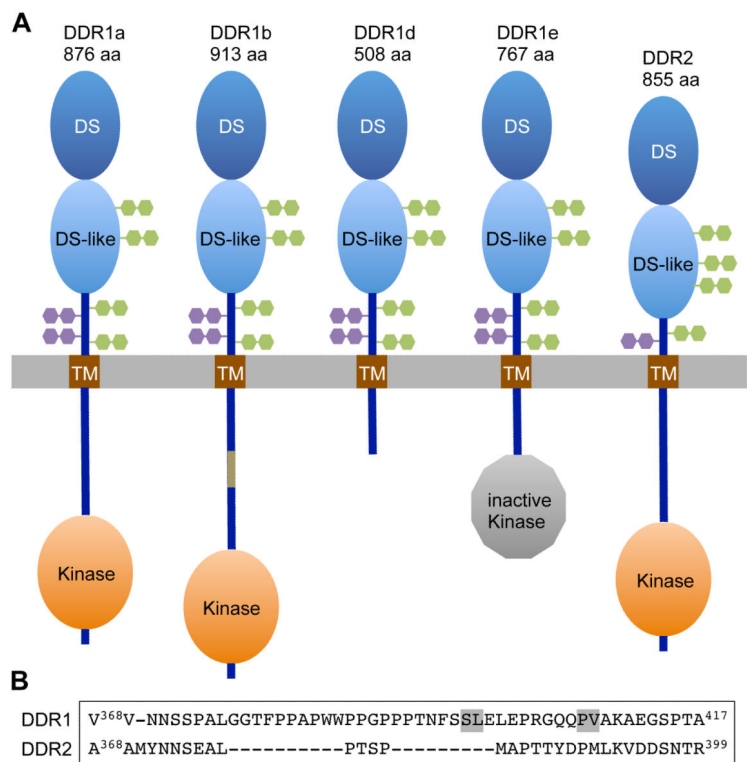 A
DDR1a
876 aa
DDR1b
913 aa
DDR1d
508 aa
DDR1e
767 aa
DDR2
855 aa
DS
DS
DS
DS
DS
DS-like
DS-like
DS-like
DS-like
DS-like
TM
TM
TM
TM
TM
inactive
Kinase
Kinase
Kinase
Kinase
B
DDR1 V³⁶⁸V-NNSSPALGGTFPPAPWWPPGPPPTNFSSLELEPRGQQPVAKAEGSPTA⁴¹⁷
DDR2 A³⁶⁸AMYNNSEAL----------PTSP---------MAPTTYDPMLKVDDSNTR³⁹⁹